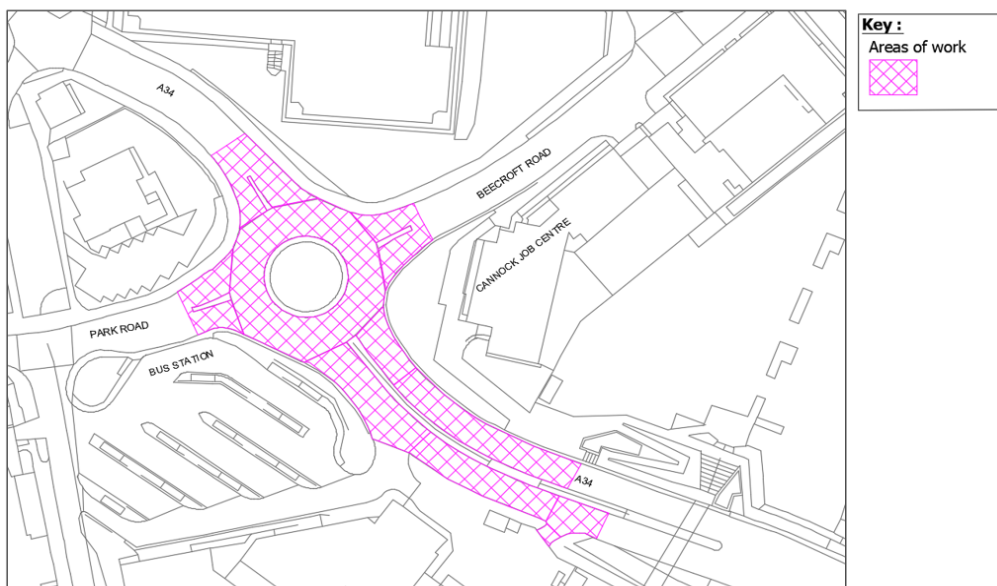 Key :
Areas of work
A34
BEECROFT ROAD
CANNOCK JOB CENTRE
PARK ROAD
BUS STATION
A34